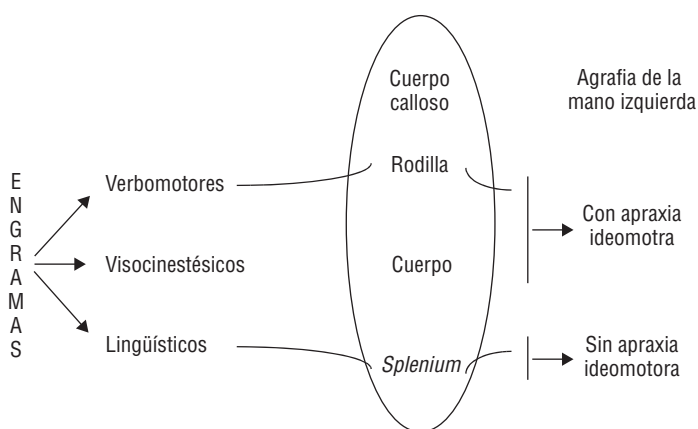 Cuerpo
calloso
Agrafia de la
mano izquierda
ENGRAMAS
Verbomotores
Rodilla
Con apraxia
ideomotra
Visocinestésicos
Cuerpo
Lingüísticos
Splenium
Sin apraxia
ideomotora